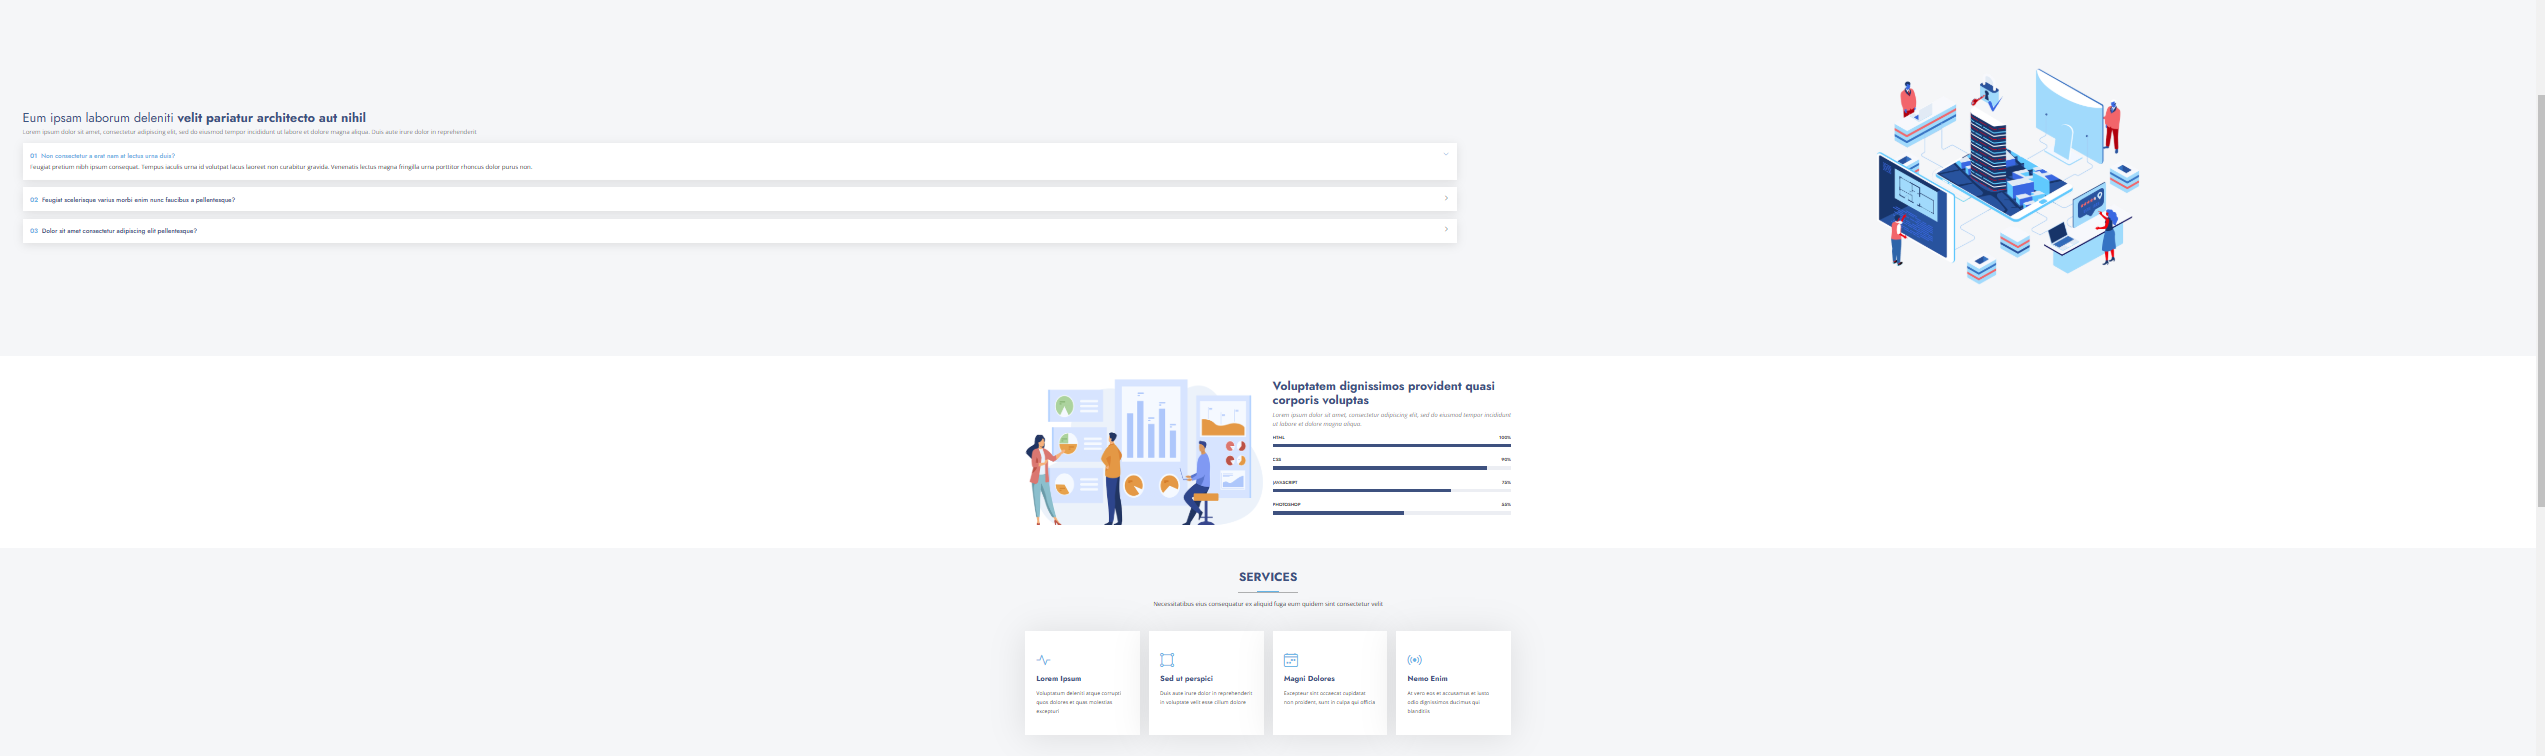 Eum ipsam laborum deleniti velit pariatur architecto aut nihil
Lorem ipsum dolor sit amet, consectetur adipiscing elit, sed do eiusmod tempor incididunt ut labore et dolore magna aliqua. Duis aute irure dolor in reprehenderit
01 Non consectetur a erat nam at lectus urna duis?
Feugiat pretium nibh ipsum consequat. Tempus iaculis urna id volutpat lacus laoreet non curabitur gravida. Venenatis lectus magna fringilla urna porttitor rhoncus dolor purus non.
02 Feugiat scelerisque varius morbi enim nunc faucibus a pellentesque?
03 Dolor sit amet consectetur adipiscing elit pellentesque?
Voluptatem dignissimos provident quasi
corporis voluptas
Lorem ipsum dolor sit amet, consectetur adipiscing elit, sed do eiusmod tempor incididunt
ut labore et dolore magna aliqua.
HTML 100%
CSS 90%
JAVASCRIPT 75%
PHOTOSHOP 55%
SERVICES
Necessitatibus eius consequatur ex aliquid fuga eum quidem sint consectetur velit
Lorem Ipsum
Voluptatum deleniti atque corrupti
quos dolores et quas molestias
excepturi
Sed ut perspici
Duis aute irure dolor in reprehenderit
in voluptate velit esse cillum dolore
Magni Dolores
Excepteur sint occaecat cupidatat
non proident, sunt in culpa qui officia
Nemo Enim
At vero eos et accusamus et iusto
odio dignissimos ducimus qui
blanditiis